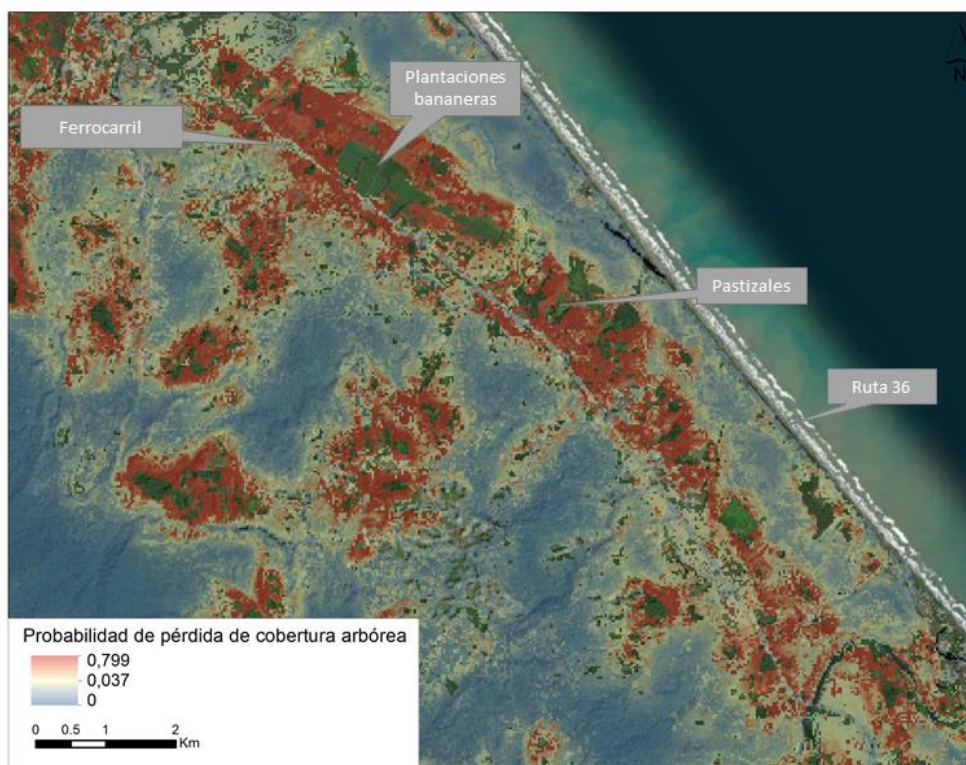 N
Plantaciones
bananeras
Ferrocarril
Pastizales
Ruta 36
Probabilidad de pérdida de cobertura arbórea
0,799
0,037
0
0 0.5 1 2
Km